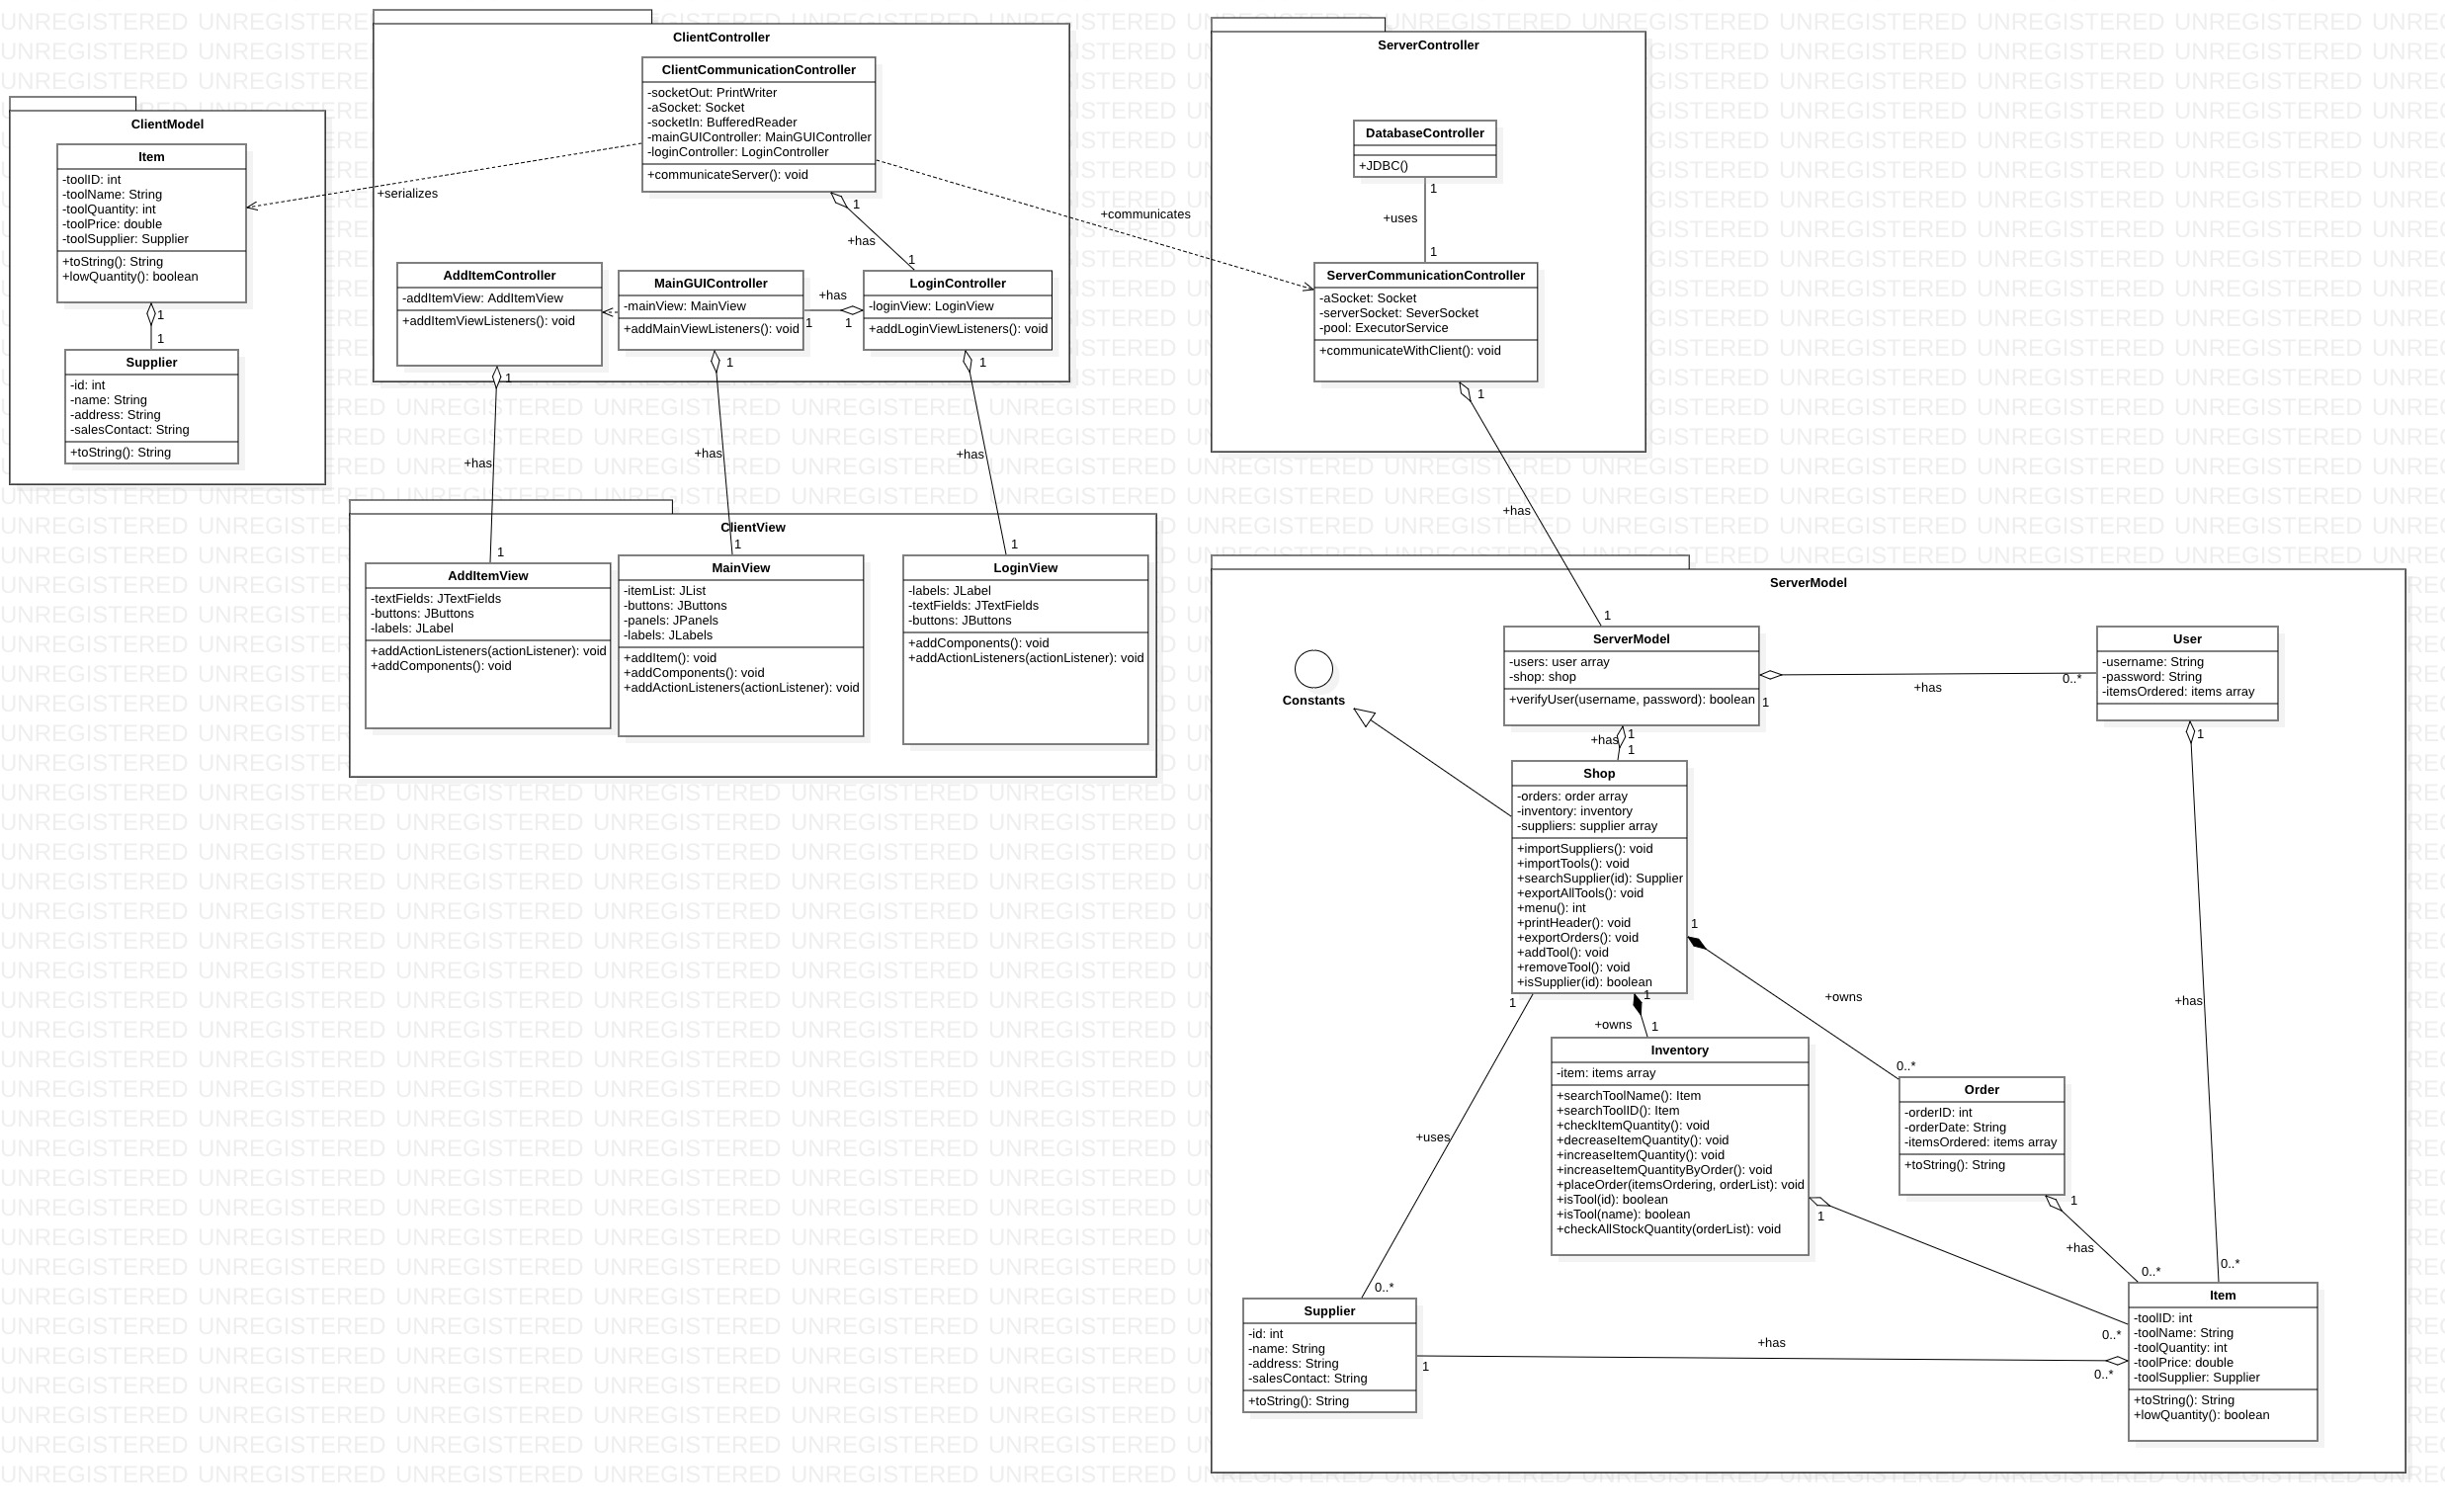 ClientModel
Item
-toolID: int
-toolName: String
-toolQuantity: int
-toolPrice: double
-toolSupplier: Supplier
+toString(): String
+lowQuantity(): boolean
1
1
Supplier
-id: int
-name: String
-address: String
-salesContact: String
+toString(): String
ClientController
ClientCommunicationController
-socketOut: PrintWriter
-aSocket: Socket
-socketIn: BufferedReader
-mainGUIController: MainGUIController
-loginController: LoginController
+communicateServer(): void
+serializes
+communicates
1
+has
1
AddItemController
-addItemView: AddItemView
+addItemViewListeners(): void
MainGUIController
-mainView: MainView
+addMainViewListeners(): void
+has
1
1
LoginController
-loginView: LoginView
+addLoginViewListeners(): void
1
1
1
+has
+has
+has
ClientView
1
1
1
AddItemView
-textFields: JTextFields
-buttons: JButtons
-labels: JLabel
+addActionListeners(actionListener): void
+addComponents(): void
MainView
-itemList: JList
-buttons: JButtons
-panels: JPanels
-labels: JLabels
+addItem(): void
+addComponents(): void
+addActionListeners(actionListener): void
LoginView
-labels: JLabel
-textFields: JTextFields
-buttons: JButtons
+addComponents(): void
+addActionListeners(actionListener): void
ServerController
DatabaseController
+JDBC()
1
+uses
1
ServerCommunicationController
-aSocket: Socket
-serverSocket: SeverSocket
-pool: ExecutorService
+communicateWithClient(): void
1
+has
1
ServerModel
Constants
ServerModel
-users: user array
-shop: shop
+verifyUser(username, password): boolean
1
+has
0..*
User
-username: String
-password: String
-itemsOrdered: items array
1
+has
1
1
Shop
-orders: order array
-inventory: inventory
-suppliers: supplier array
+importSuppliers(): void
+importTools(): void
+searchSupplier(id): Supplier
+exportAllTools(): void
+menu(): int
+printHeader(): void
+exportOrders(): void
+addTool(): void
+removeTool(): void
+isSupplier(id): boolean
1
+owns
0..*
1
1
+owns
1
+uses
0..*
+has
0..*
Inventory
-item: items array
+searchToolName(): Item
+searchToolID(): Item
+checkItemQuantity(): void
+decreaseItemQuantity(): void
+increaseItemQuantity(): void
+increaseItemQuantityByOrder(): void
+placeOrder(itemsOrdering, orderList): void
+isTool(id): boolean
+isTool(name): boolean
+checkAllStockQuantity(orderList): void
1
0..*
Order
-orderID: int
-orderDate: String
-itemsOrdered: items array
+toString(): String
1
+has
0..*
Supplier
-id: int
-name: String
-address: String
-salesContact: String
+toString(): String
1
+has
0..*
Item
-toolID: int
-toolName: String
-toolQuantity: int
-toolPrice: double
-toolSupplier: Supplier
+toString(): String
+lowQuantity(): boolean
UNREGISTERED